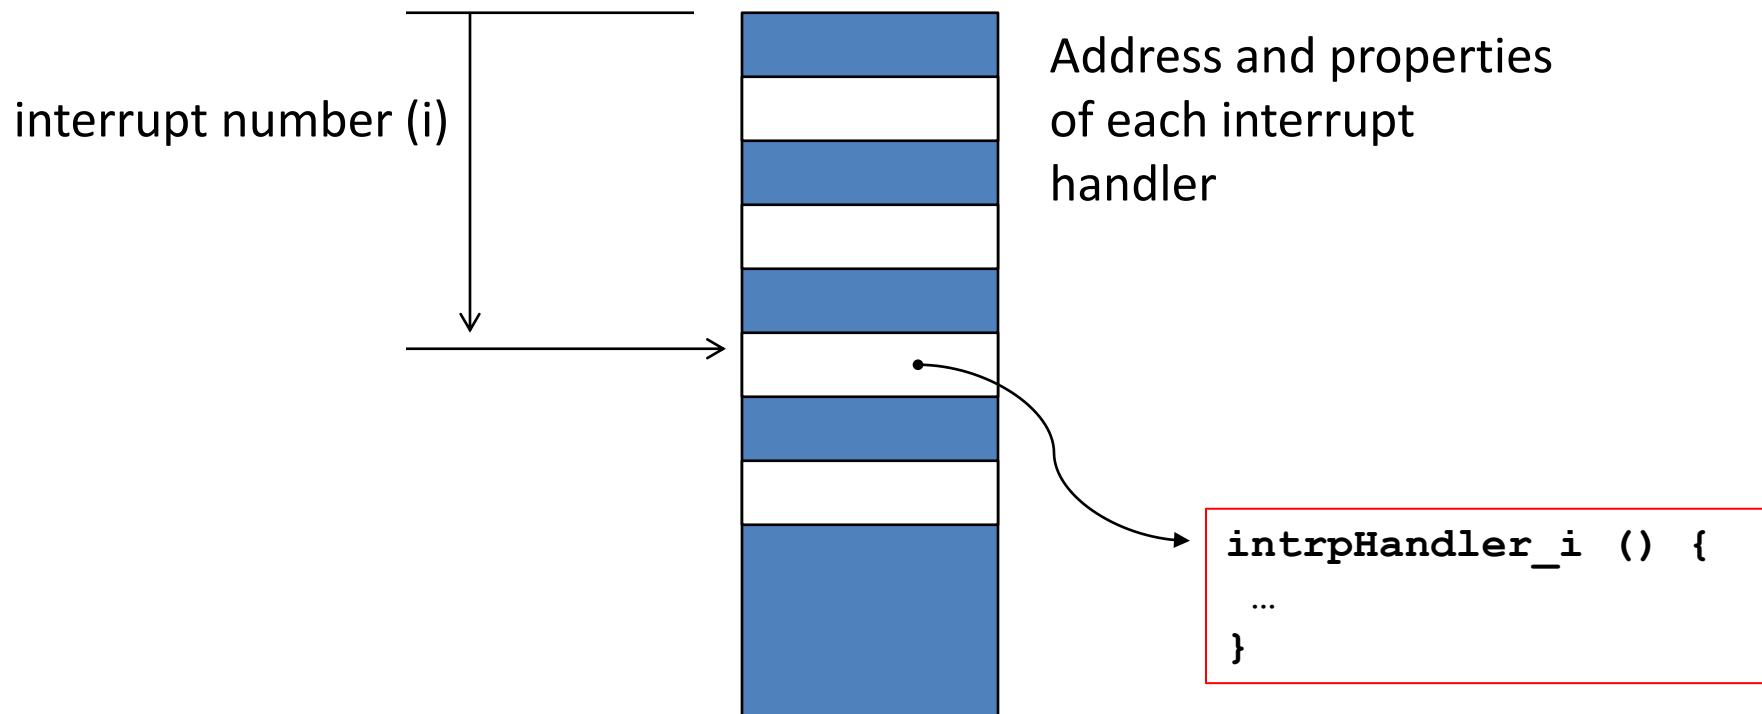 interrupt number (i)
Address and properties
of each interrupt
handler
intrpHandler_i () {
…
}